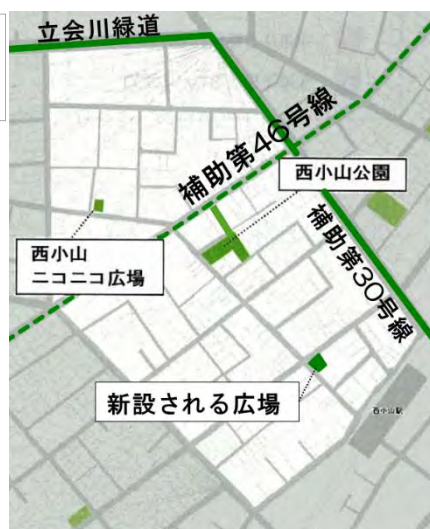 立会川緑道
補助第46号線
西小山公園
補助第30号線
西小山
ニコニコ広場
新設される広場
西小山駅